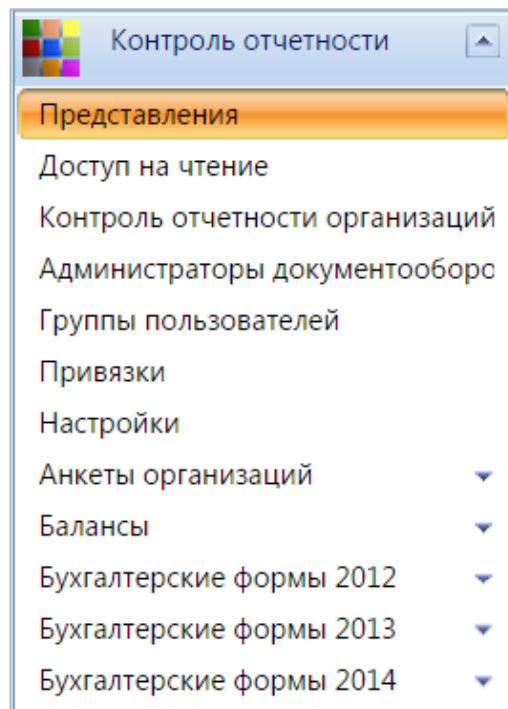 Контроль отчетности
Представления
Доступ на чтение
Контроль отчетности организаций
Администраторы документооборо
Группы пользователей
Привязки
Настройки
Анкеты организаций
Балансы
Бухгалтерские формы 2012
Бухгалтерские формы 2013
Бухгалтерские формы 2014